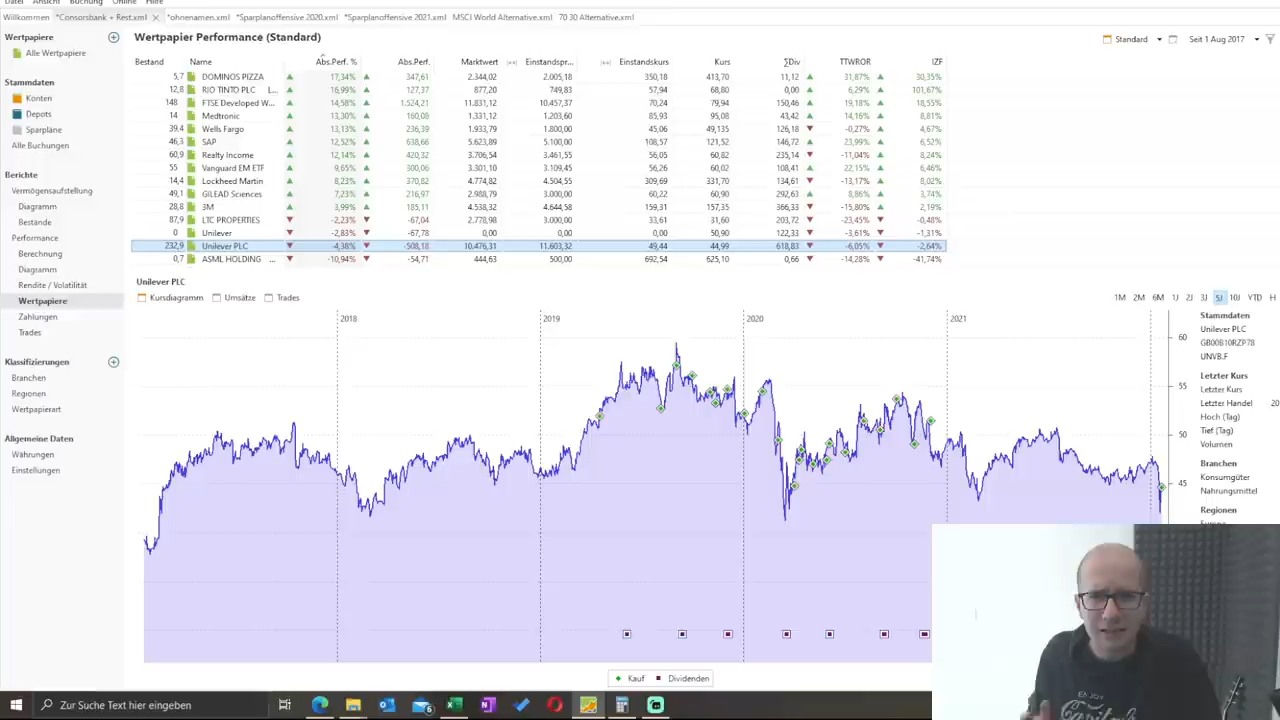 Datei Ansicht Buchung Online Hilfe
Willkommen *Consorsbank + Rest.xml *ohnenamen.xml *Sparplanoffensive 2020.xml *Sparplanoffensive 2021.xml MSCI World Alternative.xml 70 30 Alternative.xml
Wertpapiere
Alle Wertpapiere
Stammdaten
Konten
Depots
Sparpläne
Alle Buchungen
Berichte
Vermögensaufstellung
Diagramm
Bestände
Performance
Berechnung
Diagramm
Rendite / Volatilität
Wertpapiere
Zahlungen
Trades
Klassifizierungen
Branchen
Regionen
Wertpapierart
Allgemeine Daten
Währungen
Einstellungen
Wertpapier Performance (Standard)
Standard Seit 1 Aug 2017
Bestand Name Abs.Perf. % Abs.Perf. Marktwert Einstandspr... Einstandskurs Kurs ∑Div TTWROR IZF
5,7 DOMINOS PIZZA 17,34% 347,61 2.344,02 2.005,18 350,18 413,70 11,12 31,87% 30,35%
12,8 RIO TINTO PLC L... 16,99% 127,37 877,20 749,83 57,94 68,80 0,00 6,29% 101,67%
148 FTSE Developed W... 14,58% 1.524,21 11.831,12 10.457,37 70,24 79,94 150,46 19,18% 18,55%
14 Medtronic 13,30% 160,08 1.331,12 1.203,60 85,93 95,08 43,42 14,16% 8,81%
39,4 Wells Fargo 13,13% 236,39 1.933,79 1.800,00 45,06 49,135 126,18 -0,27% 4,67%
46,3 SAP 12,52% 638,66 5.623,89 5.100,00 108,57 121,52 146,72 23,99% 6,52%
60,9 Realty Income 12,14% 420,32 3.706,54 3.461,55 56,05 60,82 235,14 -11,04% 8,24%
55 Vanguard EM ETF 9,65% 300,06 3.301,10 3.109,45 56,26 60,02 108,41 22,15% 6,46%
14,4 Lockheed Martin 8,23% 370,82 4.774,82 4.504,55 309,69 331,70 134,61 -13,17% 8,02%
49,1 GILEAD Sciences 7,23% 216,97 2.988,79 3.000,00 60,22 60,90 292,63 8,86% 3,74%
28,8 3M 3,99% 185,11 4.538,32 4.644,58 159,31 157,35 366,33 -15,80% 2,19%
87,9 LTC PROPERTIES -2,23% -67,04 2.778,98 3.000,00 33,61 31,60 203,72 -23,45% -0,48%
0 Unilever -2,83% -67,78 0,00 0,00 0,00 50,90 122,33 -3,61% -1,31%
232,9 Unilever PLC -4,38% -508,18 10.476,31 11.603,32 49,44 44,99 618,83 -6,05% -2,64%
0,7 ASML HOLDING ... -10,94% -54,71 444,63 500,00 692,54 625,10 0,66 -14,28% -41,74%
Unilever PLC
Kursdiagramm Umsätze Trades
1M 2M 6M 1J 2J 3J 5J 10J YTD H
2018 2019 2020 2021
60
55
50
45
Kauf Dividenden
Stammdaten
Unilever PLC
GB00B10RZP78
UNVB.F
Letzter Kurs
Letzter Kurs
Letzter Handel 20
Hoch (Tag)
Tief (Tag)
Volumen
Branchen
Konsumgüter
Nahrungsmittel
Regionen
ENJOY
Zur Suche Text hier eingeben